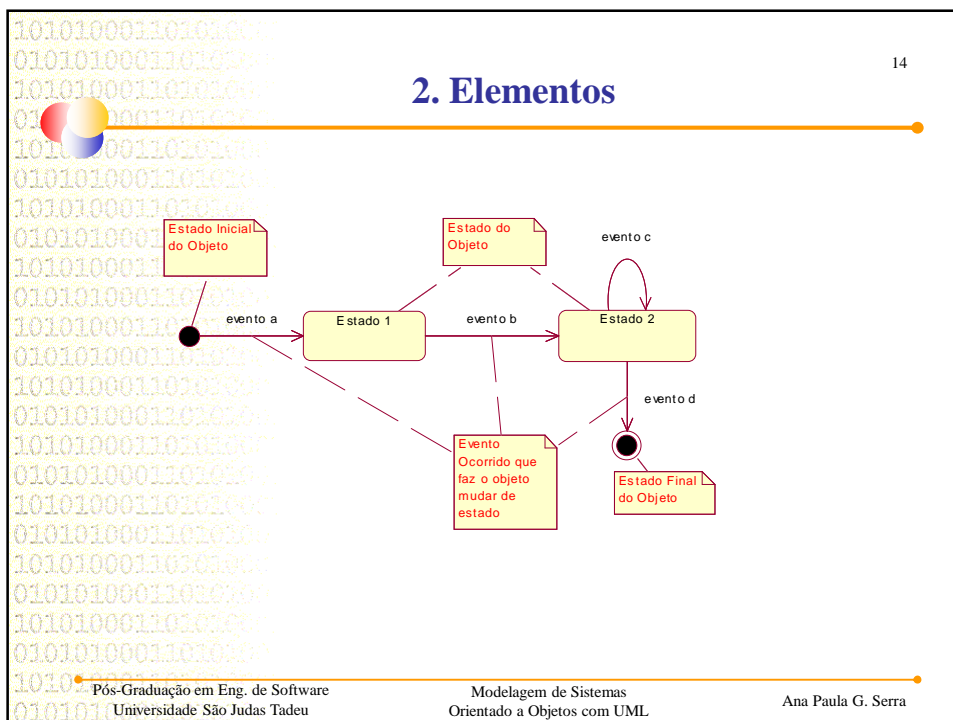 14
2. Elementos
Estado Inicial
do Objeto
Estado do
Objeto
evento c
evento a
Estado 1
evento b
Estado 2
evento d
Evento
Ocorrido que
faz o objeto
mudar de
estado
Estado Final
do Objeto
Pós-Graduação em Eng. de Software
Universidade São Judas Tadeu
Modelagem de Sistemas
Orientado a Objetos com UML
Ana Paula G. Serra